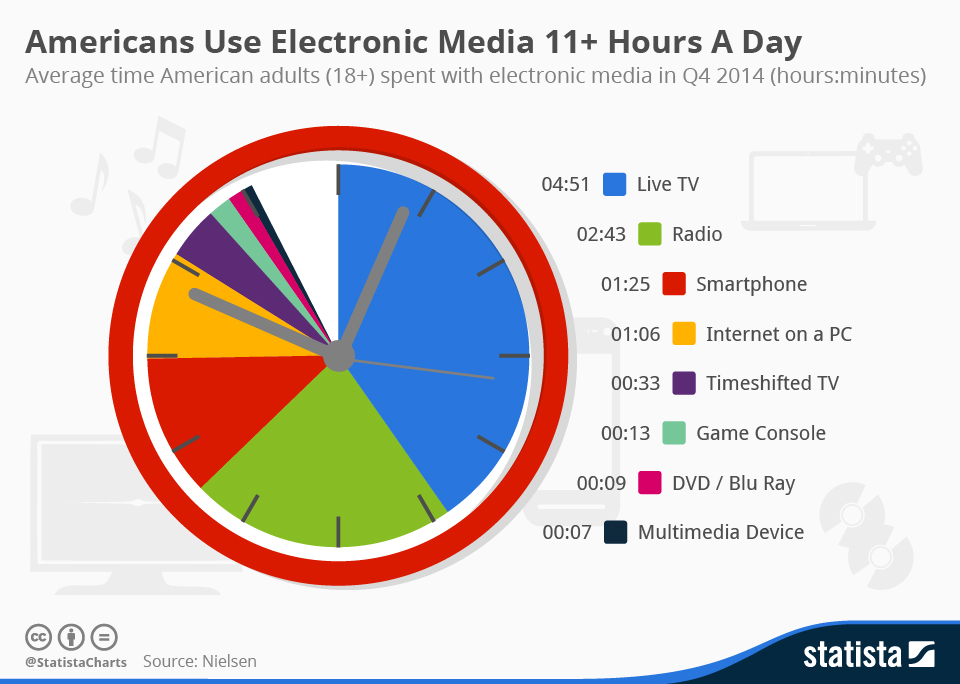 Americans Use Electronic Media 11+ Hours A Day
Average time American adults (18+) spent with electronic media in Q4 2014 (hours:minutes)
04:51 Live TV
02:43 Radio
01:25 Smartphone
01:06 Internet on a PC
00:33 Timeshifted TV
00:13 Game Console
00:09 DVD / Blu Ray
00:07 Multimedia Device
cc
@StatistaCharts Source: Nielsen
statista